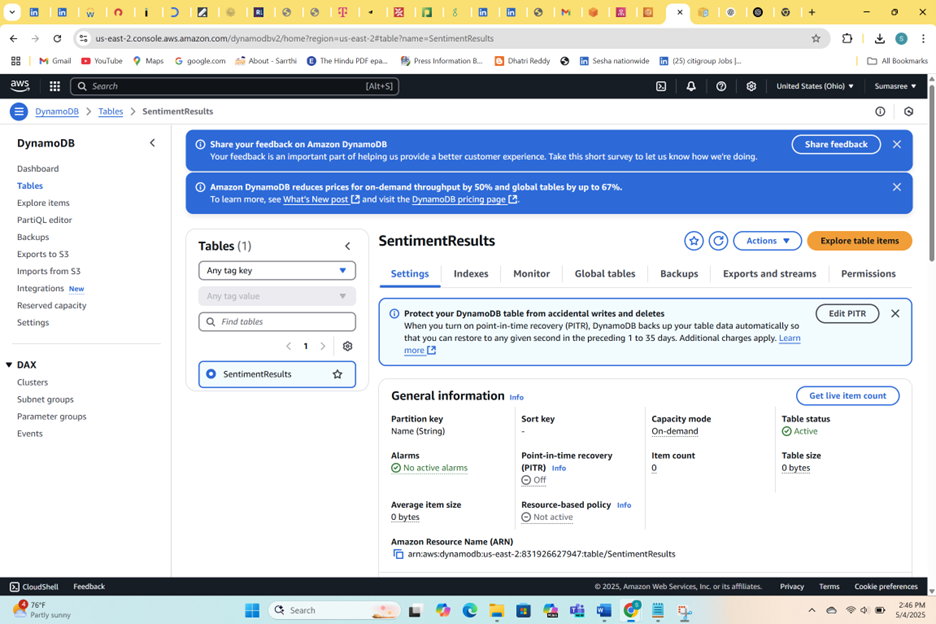 us-east-2.console.aws.amazon.com/dynamodbv2/home?region=us-east-2#table?name=SentimentResults
Gmail
YouTube
Maps
google.com
About - Sarthi
The Hindu PDF epa...
Press Information B...
Dhatri Reddy
Sesha nationwide
(25) citigroup Jobs |...
All Bookmarks
aws
Search
[Alt+S]
United States (Ohio)
Sumasree
DynamoDB
Tables
SentimentResults
DynamoDB
Dashboard
Tables
Explore items
PartiQL editor
Backups
Exports to S3
Imports from S3
Integrations New
Reserved capacity
Settings
DAX
Clusters
Subnet groups
Parameter groups
Events
Share your feedback on Amazon DynamoDB
Your feedback is an important part of helping us provide a better customer experience. Take this short survey to let us know how we're doing.
Share feedback
Amazon DynamoDB reduces prices for on-demand throughput by 50% and global tables by up to 67%.
To learn more, see What's New post and visit the DynamoDB pricing page.
Tables (1)
Any tag key
Any tag value
Find tables
1
SentimentResults
SentimentResults
Actions
Explore table items
Settings
Indexes
Monitor
Global tables
Backups
Exports and streams
Permissions
Protect your DynamoDB table from accidental writes and deletes
When you turn on point-in-time recovery (PITR), DynamoDB backs up your table data automatically so
that you can restore to any given second in the preceding 1 to 35 days. Additional charges apply. Learn
more
Edit PITR
General information Info
Get live item count
Partition key
Name (String)
Sort key
-
Capacity mode
On-demand
Table status
Active
Alarms
No active alarms
Point-in-time recovery
(PITR) Info
Off
Item count
0
Table size
0 bytes
Average item size
0 bytes
Resource-based policy Info
Not active
Amazon Resource Name (ARN)
arn:aws:dynamodb:us-east-2:831926627947:table/SentimentResults
CloudShell
Feedback
© 2025, Amazon Web Services, Inc. or its affiliates.
Privacy
Terms
Cookie preferences
4
76°F
Partly sunny
Search
2:46 PM
5/4/2025